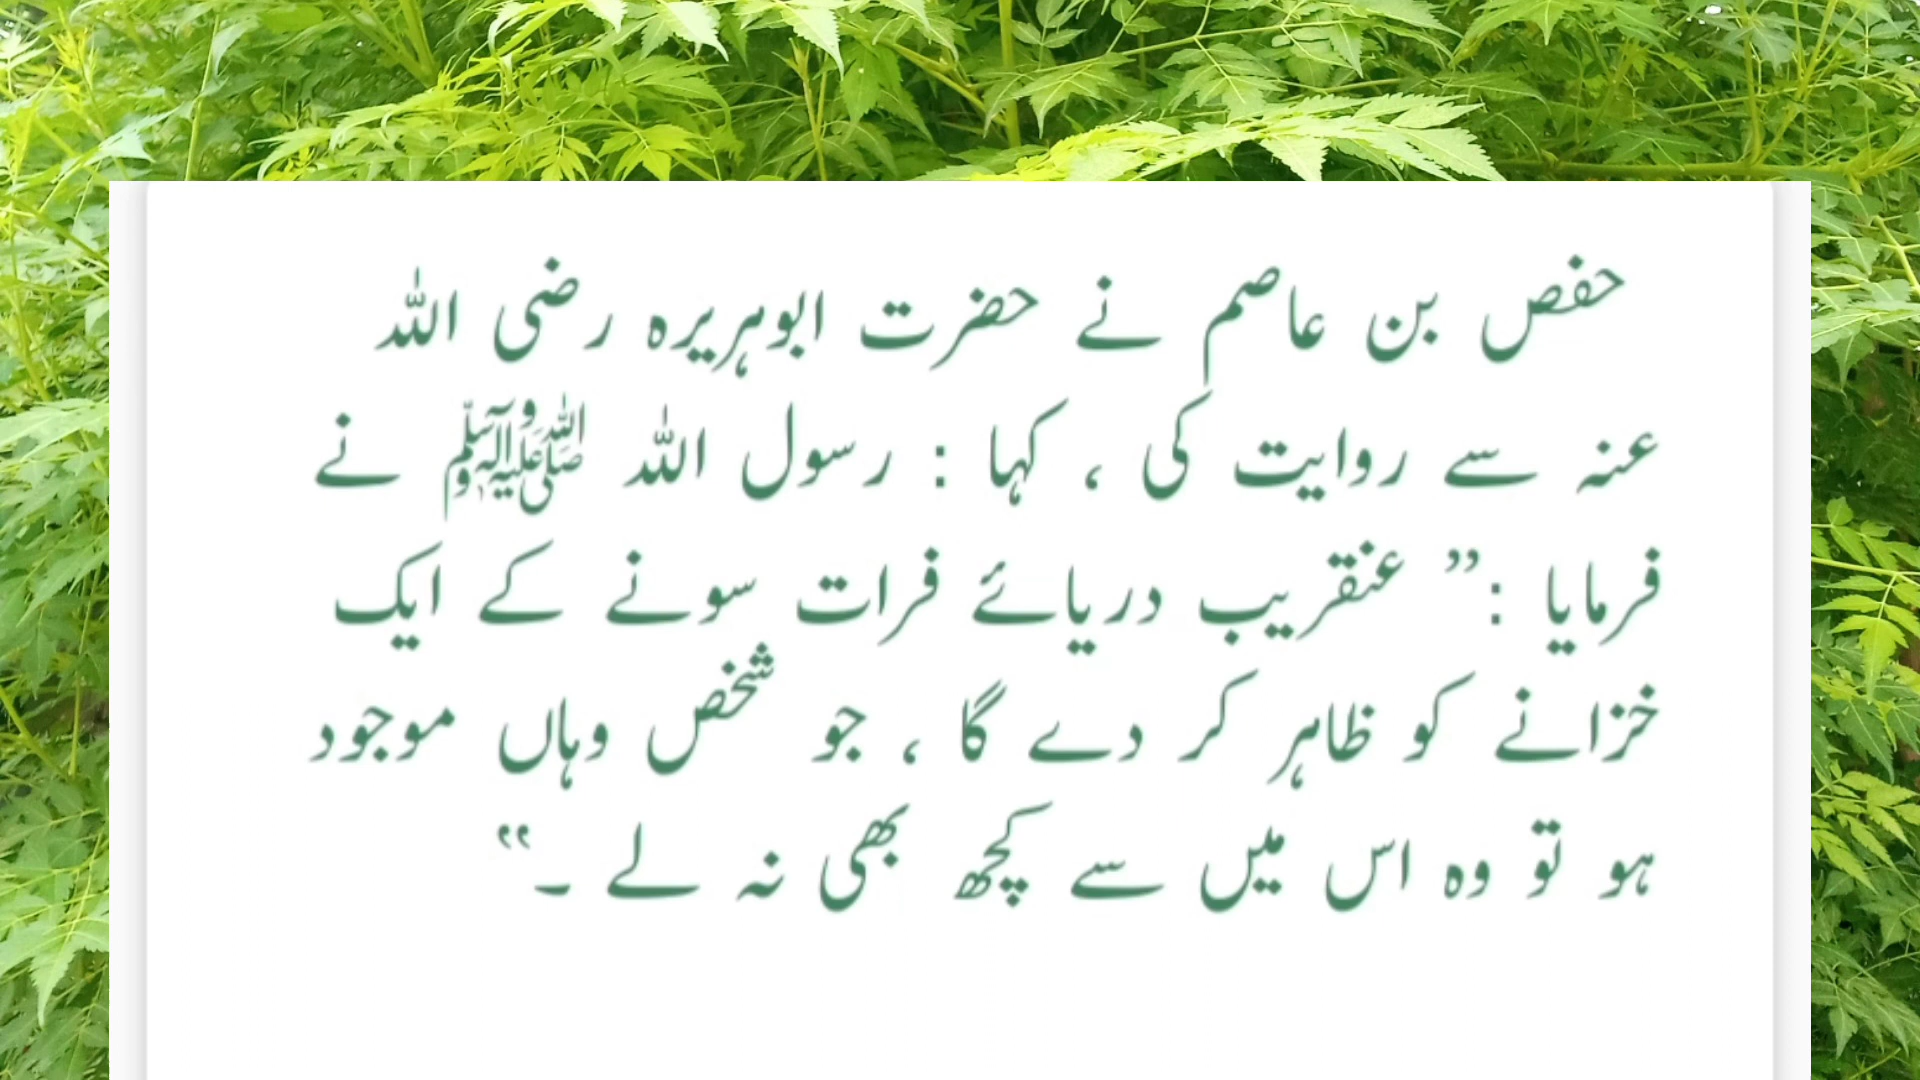 حفص بن عاصم نے حضرت ابوہریرہ رضی اللہ
عنہ سے روایت کی ، کہا : رسول اللہ ﷺ نے
فرمایا :” عنقریب دریائے فرات سونے کے ایک
خزانے کو ظاہر کر دے گا ، جو شخص وہاں موجود
ہو تو وہ اس میں سے کچھ بھی نہ لے ۔“